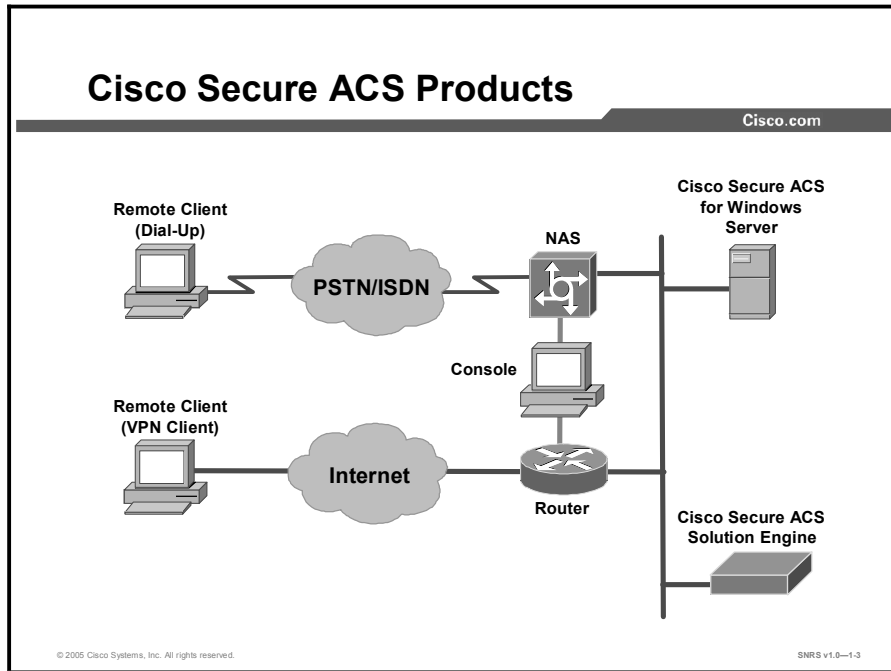 Cisco Secure ACS Products
Cisco.com
Remote Client
(Dial-Up)
PSTN/ISDN
NAS
Cisco Secure ACS
for Windows
Server
Console
Remote Client
(VPN Client)
Internet
Router
Cisco Secure ACS
Solution Engine
© 2005 Cisco Systems, Inc. All rights reserved.
SNRS v1.0—1-3